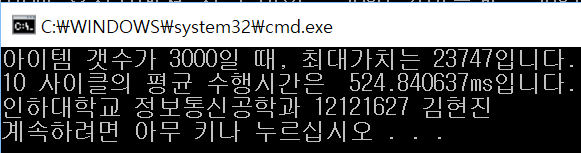 C:\WINDOWS\system32\cmd.exe
아이템 갯수가 3000일 때, 최대가치는 23747입니다.
10 사이클의 평균 수행시간은  524.840637ms입니다.
인하대학교 정보통신공학과 12121627 김현진
계속하려면 아무 키나 누르십시오 . . .